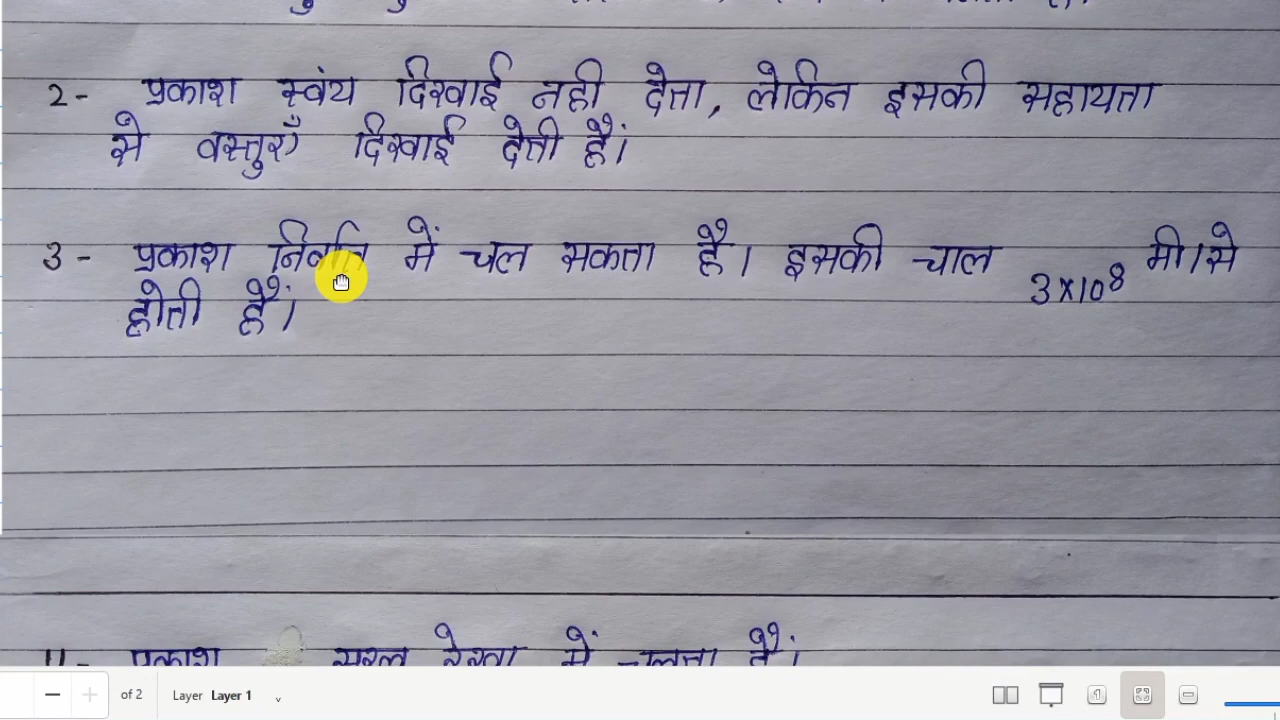 2- प्रकाश स्वंय दिखाई नही देता, लेकिन इसकी सहायता
से वस्तुएँ दिखाई देती हैं।
3- प्रकाश निर्वात में चल सकता है। इसकी चाल 3×10⁸ मी।से
होती हैं।
4- प्रकाश सरल रेखा में चलता है।
of 2 Layer Layer 1